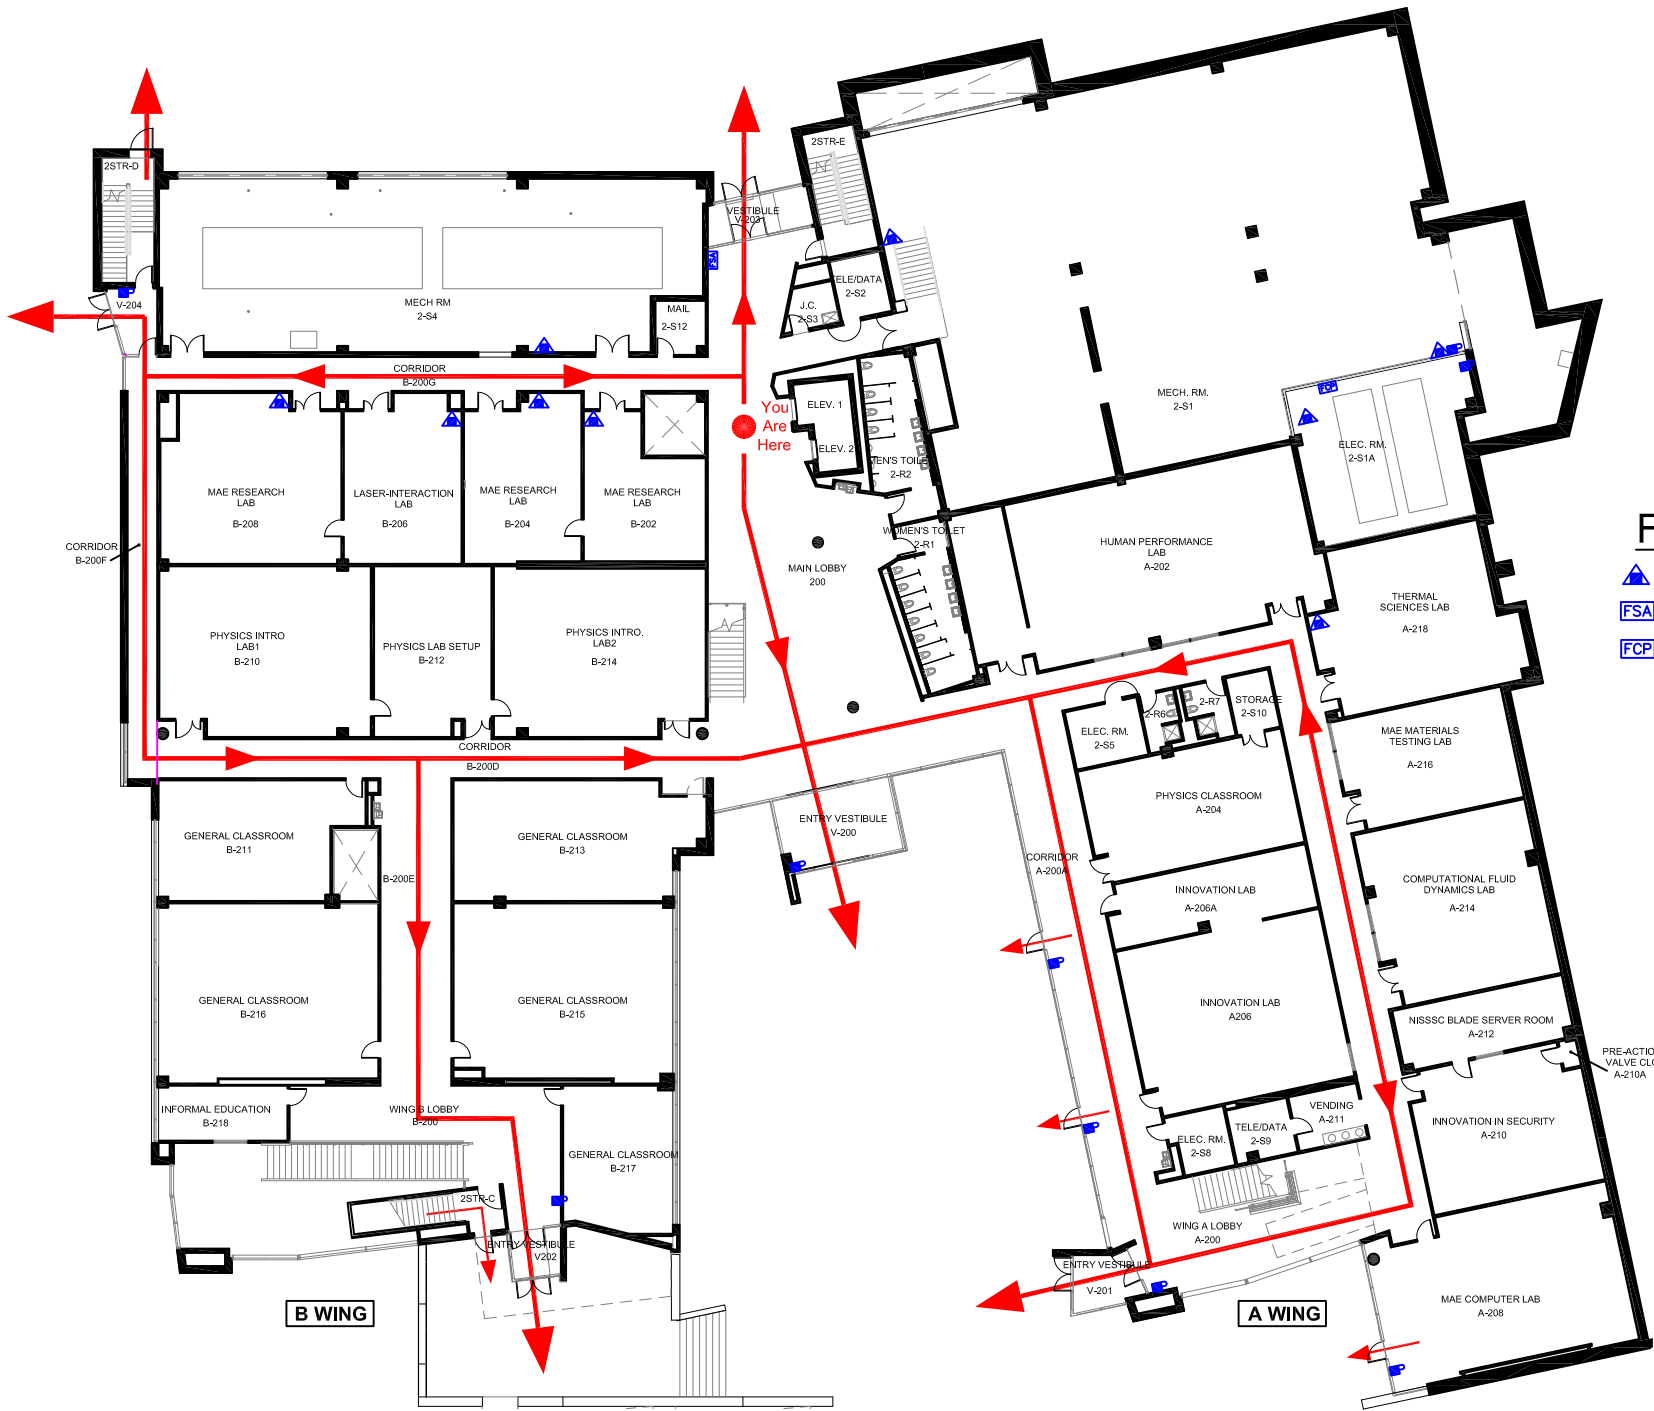 2STR-D
2STR-E
VESTIBULE
V-203
V-204
MECH RM
2-S4
MAIL
2-S12
FSA
TELE/DATA
2-S2
J.C.
2-S3
CORRIDOR
B-200G
You
Are
Here
ELEV. 1
ELEV. 2
MEN'S TOILET
2-R2
WOMEN'S TOILET
2-R1
MECH. RM.
2-S1
FCP
ELEC. RM.
2-S1A
MAE RESEARCH
LAB
B-208
LASER-INTERACTION
LAB
B-206
MAE RESEARCH
LAB
B-204
MAE RESEARCH
LAB
B-202
CORRIDOR
B-200F
MAIN LOBBY
200
HUMAN PERFORMANCE
LAB
A-202
THERMAL
SCIENCES LAB
A-218
F
FSA
FCP
PHYSICS INTRO
LAB1
B-210
PHYSICS LAB SETUP
B-212
PHYSICS INTRO.
LAB2
B-214
CORRIDOR
B-200D
ELEC. RM.
2-S5
2-R6
2-R7
STORAGE
2-S10
MAE MATERIALS
TESTING LAB
A-216
PHYSICS CLASSROOM
A-204
GENERAL CLASSROOM
B-211
B-200E
GENERAL CLASSROOM
B-213
ENTRY VESTIBULE
V-200
CORRIDOR
A-200A
INNOVATION LAB
A-206A
COMPUTATIONAL FLUID
DYNAMICS LAB
A-214
GENERAL CLASSROOM
B-216
GENERAL CLASSROOM
B-215
INNOVATION LAB
A206
NISSSC BLADE SERVER ROOM
A-212
PRE-ACTIO
VALVE CLO
A-210A
INFORMAL EDUCATION
B-218
WING B LOBBY
B-200
GENERAL CLASSROOM
B-217
VENDING
A-211
ELEC. RM.
2-S8
TELE/DATA
2-S9
INNOVATION IN SECURITY
A-210
2STR-C
ENTRY VESTIBULE
V202
WING A LOBBY
A-200
ENTRY VESTIBULE
V-201
MAE COMPUTER LAB
A-208
B WING
A WING